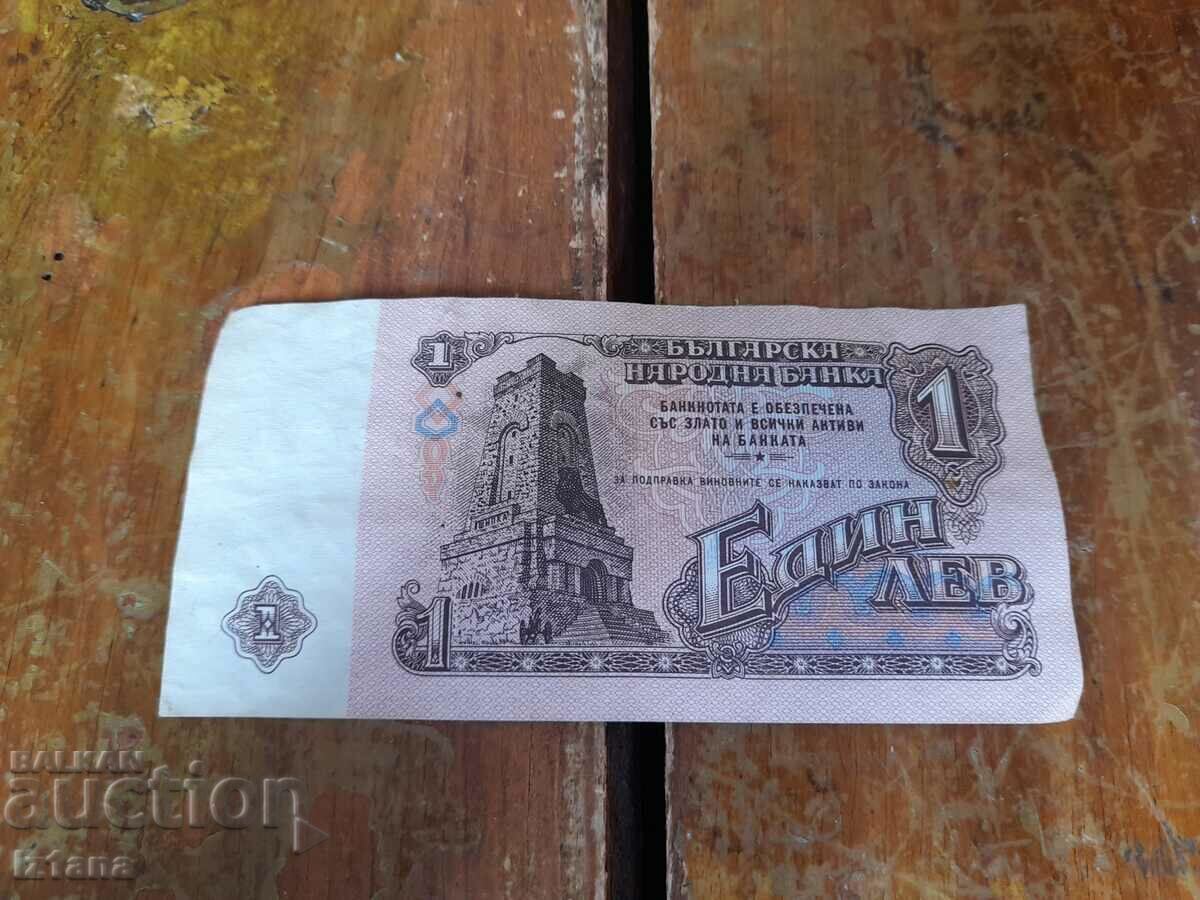 1
БЪЛГАРСКА
НАРОДНА БАНКА
1
БАНКНОТАТА Е ОБЕЗПЕЧЕНА
СЪС ЗЛАТО И ВСИЧКИ АКТИВИ
НА БАНКАТА
ЗА ПОДПРАВКА ВИНОВНИТЕ СЕ НАКАЗВАТ ПО ЗАКОНА
ЕДИН
ЛЕВ
1
1
BALKAN
auction
Iztana